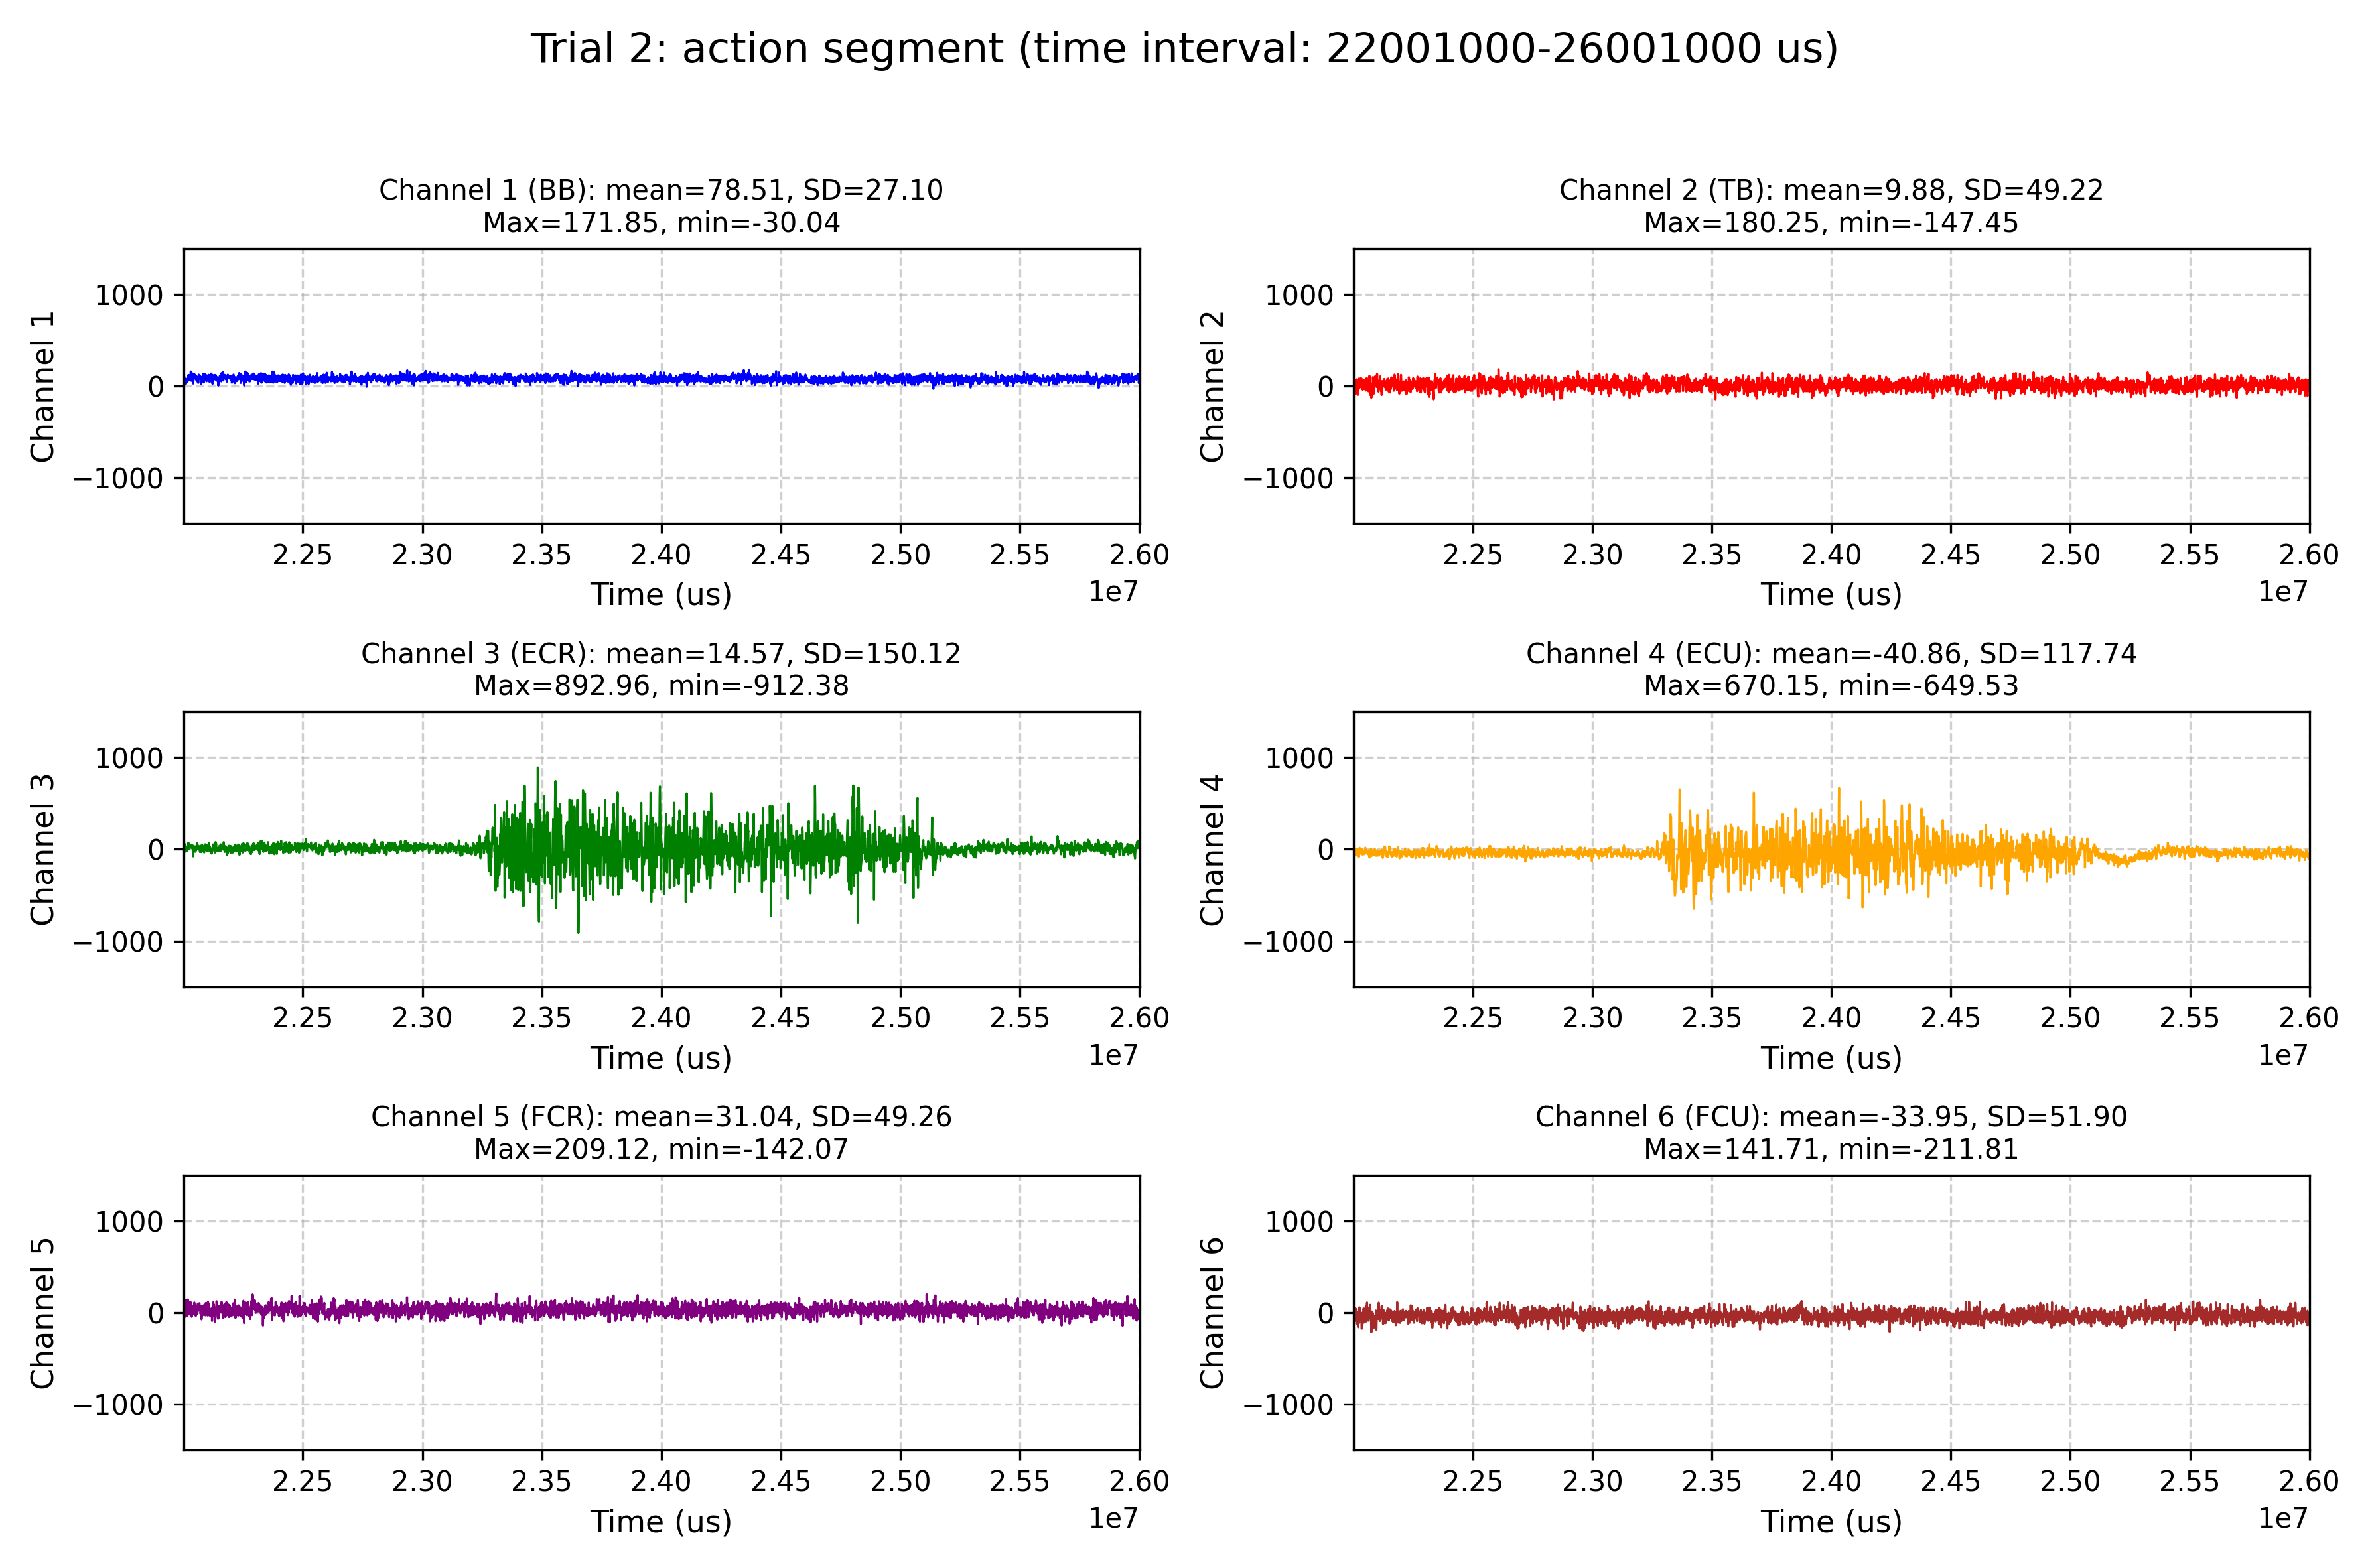 Trial 2: action segment (time interval: 22001000-26001000 us)
Channel 1 (BB): mean=78.51, SD=27.10
Max=171.85, min=-30.04
Channel 1
1000
0
−1000
2.25 2.30 2.35 2.40 2.45 2.50 2.55 2.60
Time (us)
1e7
Channel 2 (TB): mean=9.88, SD=49.22
Max=180.25, min=-147.45
Channel 2
1000
0
−1000
2.25 2.30 2.35 2.40 2.45 2.50 2.55 2.60
Time (us)
1e7
Channel 3 (ECR): mean=14.57, SD=150.12
Max=892.96, min=-912.38
Channel 3
1000
0
−1000
2.25 2.30 2.35 2.40 2.45 2.50 2.55 2.60
Time (us)
1e7
Channel 4 (ECU): mean=-40.86, SD=117.74
Max=670.15, min=-649.53
Channel 4
1000
0
−1000
2.25 2.30 2.35 2.40 2.45 2.50 2.55 2.60
Time (us)
1e7
Channel 5 (FCR): mean=31.04, SD=49.26
Max=209.12, min=-142.07
Channel 5
1000
0
−1000
2.25 2.30 2.35 2.40 2.45 2.50 2.55 2.60
Time (us)
1e7
Channel 6 (FCU): mean=-33.95, SD=51.90
Max=141.71, min=-211.81
Channel 6
1000
0
−1000
2.25 2.30 2.35 2.40 2.45 2.50 2.55 2.60
Time (us)
1e7